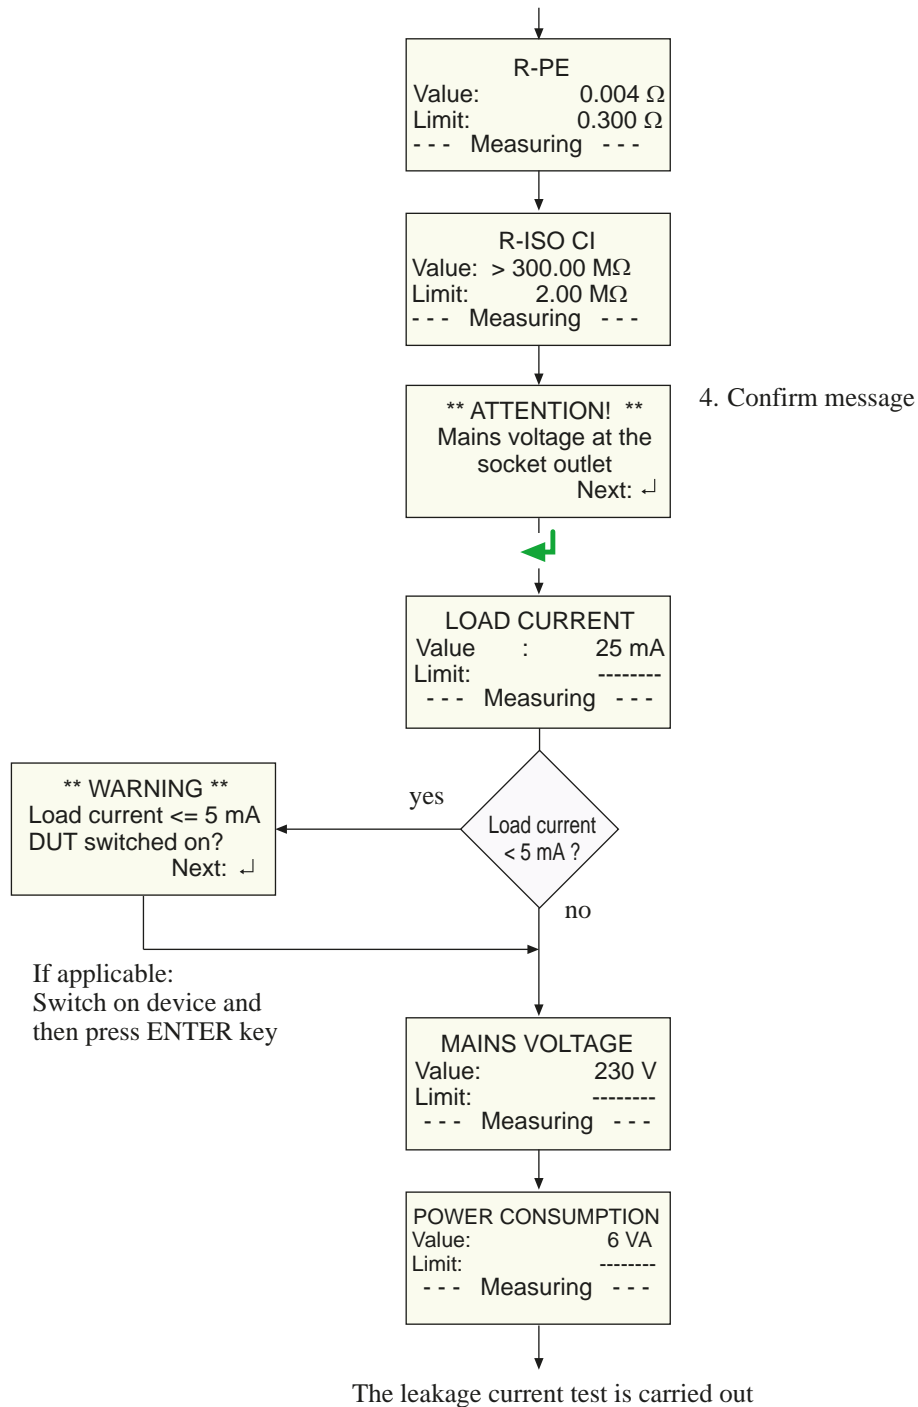 R-PE
Value: 0.004 Ω
Limit: 0.300 Ω
- - - Measuring - - -
R-ISO CI
Value: > 300.00 MΩ
Limit: 2.00 MΩ
- - - Measuring - - -
** ATTENTION! **
Mains voltage at the
socket outlet
Next: ↵
4. Confirm message
LOAD CURRENT
Value : 25 mA
Limit: --------
- - - Measuring - - -
Load current
< 5 mA ?
yes
no
** WARNING **
Load current <= 5 mA
DUT switched on?
Next: ↵
If applicable:
Switch on device and
then press ENTER key
MAINS VOLTAGE
Value: 230 V
Limit: --------
- - - Measuring - - -
POWER CONSUMPTION
Value: 6 VA
Limit: --------
- - - Measuring - - -
The leakage current test is carried out